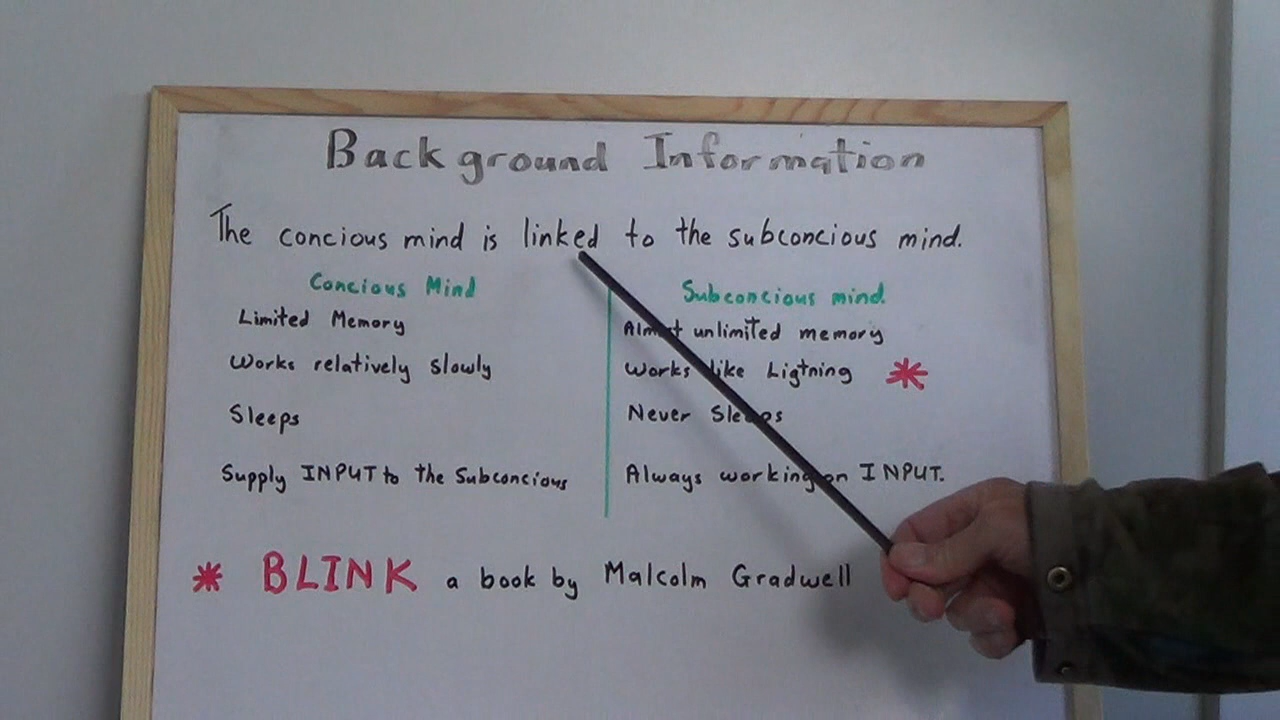 Background Information
The concious mind is linked to the subconcious mind.
Concious Mind
Limited Memory
Works relatively slowly
Sleeps
Supply INPUT to the Subconcious
Subconcious mind.
Almost unlimited memory
Works like Ligtning *
Never Sleeps
Always working on INPUT.
* BLINK a book by Malcolm Gradwell